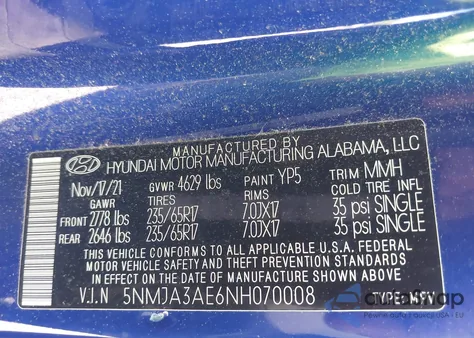 MANUFACTURED BY
HYUNDAI MOTOR MANUFACTURING ALABAMA, LLC
Nov/17/21 GVWR 4629 lbs PAINT YP5 TRIM MMH
GAWR TIRES RIMS COLD TIRE INFL
FRONT 2778 lbs 235/65R17 7.0JX17 35 psi SINGLE
REAR 2646 lbs 235/65R17 7.0JX17 35 psi SINGLE
THIS VEHICLE CONFORMS TO ALL APPLICABLE U.S.A. FEDERAL
MOTOR VEHICLE SAFETY AND THEFT PREVENTION STANDARDS
IN EFFECT ON THE DATE OF MANUFACTURE SHOWN ABOVE.
V.I.N 5NMJA3AE6NH070008 TYPE: MPV